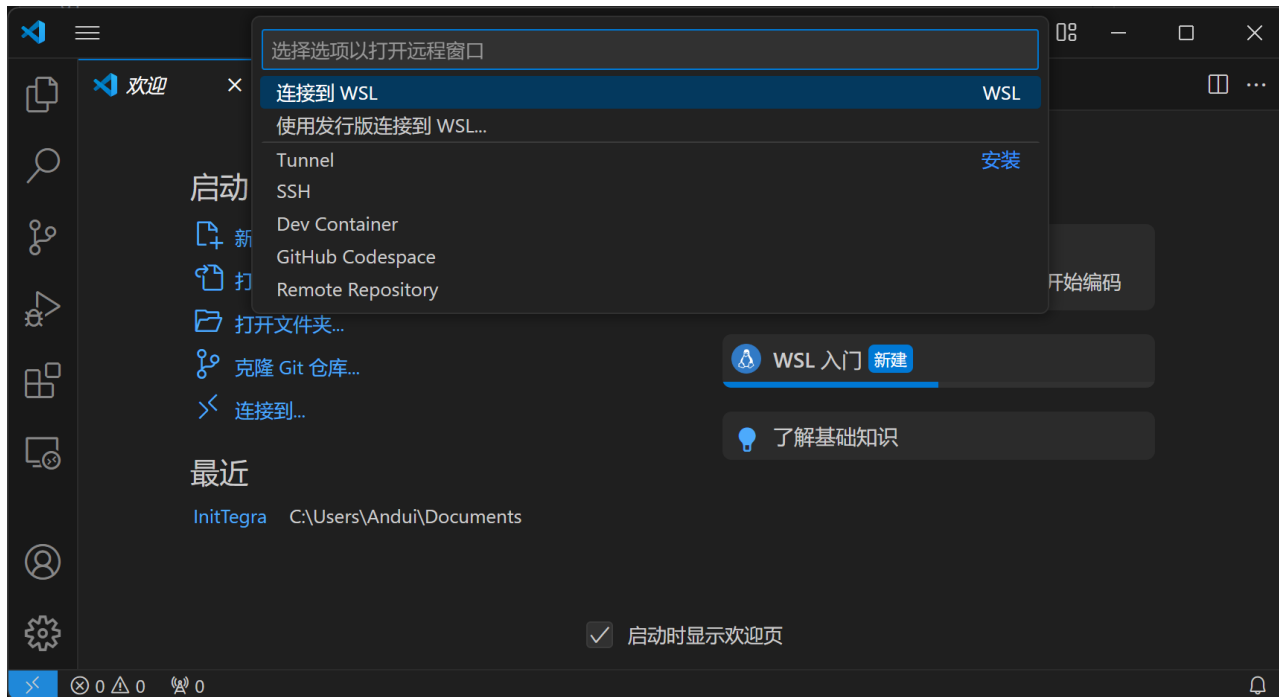 选择选项以打开远程窗口
连接到 WSL WSL
使用发行版连接到 WSL...
Tunnel 安装
SSH
Dev Container
GitHub Codespace
Remote Repository
欢迎
启动
新
打
打开文件夹...
克隆 Git 仓库...
连接到...
最近
InitTegra C:\Users\Andui\Documents
开始编码
WSL 入门 新建
了解基础知识
启动时显示欢迎页
0 0 0